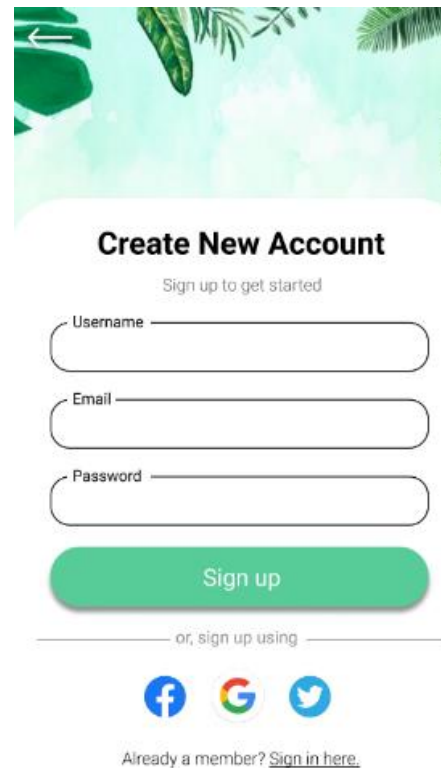 Create New Account
Sign up to get started
Username
Email
Password
Sign up
or, sign up using
Already a member? Sign in here.